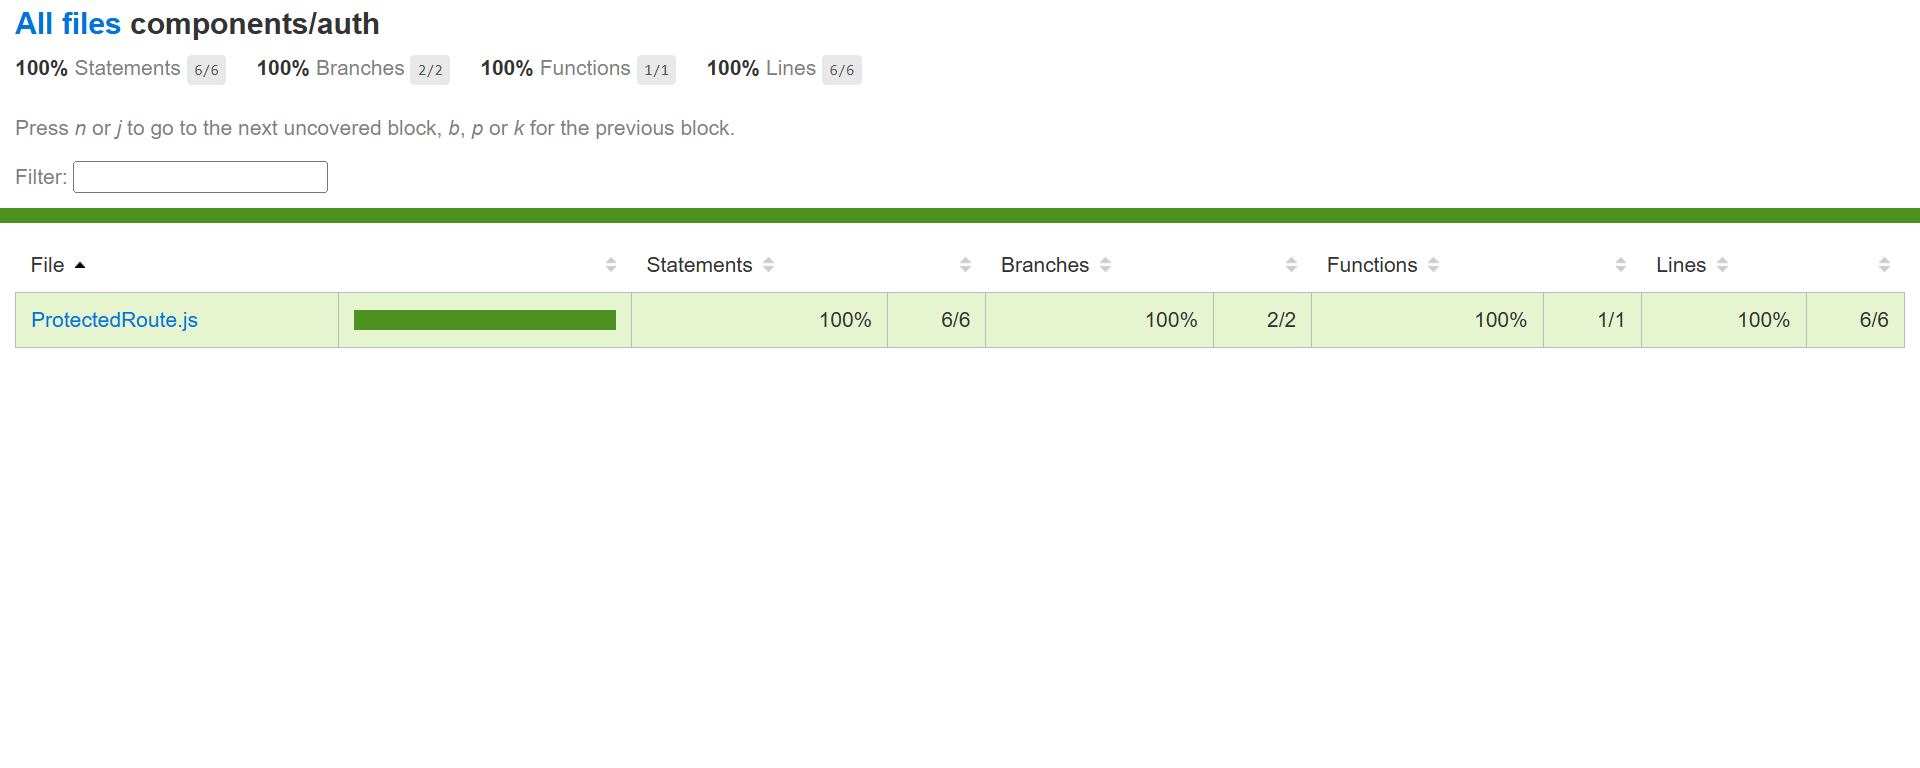 All files components/auth
100% Statements 6/6 100% Branches 2/2 100% Functions 1/1 100% Lines 6/6
Press n or j to go to the next uncovered block, b, p or k for the previous block.
Filter:
File Statements Branches Functions Lines
ProtectedRoute.js 100% 6/6 100% 2/2 100% 1/1 100% 6/6